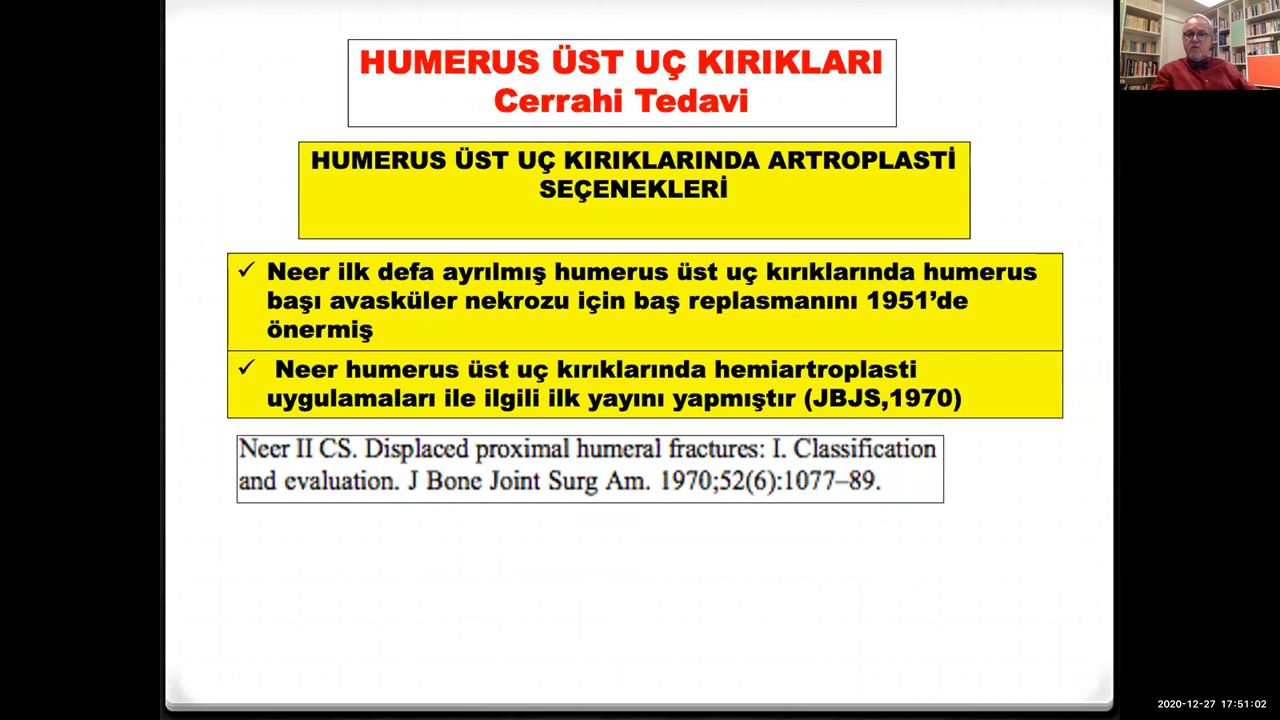 HUMERUS ÜST UÇ KIRIKLARI
Cerrahi Tedavi
HUMERUS ÜST UÇ KIRIKLARINDA ARTROPLASTİ
SEÇENEKLERİ
✓ Neer ilk defa ayrılmış humerus üst uç kırıklarında humerus
başı avasküler nekrozu için baş replasmanını 1951’de
önermiş
✓ Neer humerus üst uç kırıklarında hemiartroplasti
uygulamaları ile ilgili ilk yayını yapmıştır (JBJS,1970)
Neer II CS. Displaced proximal humeral fractures: I. Classification
and evaluation. J Bone Joint Surg Am. 1970;52(6):1077–89.
2020-12-27 17:51:02